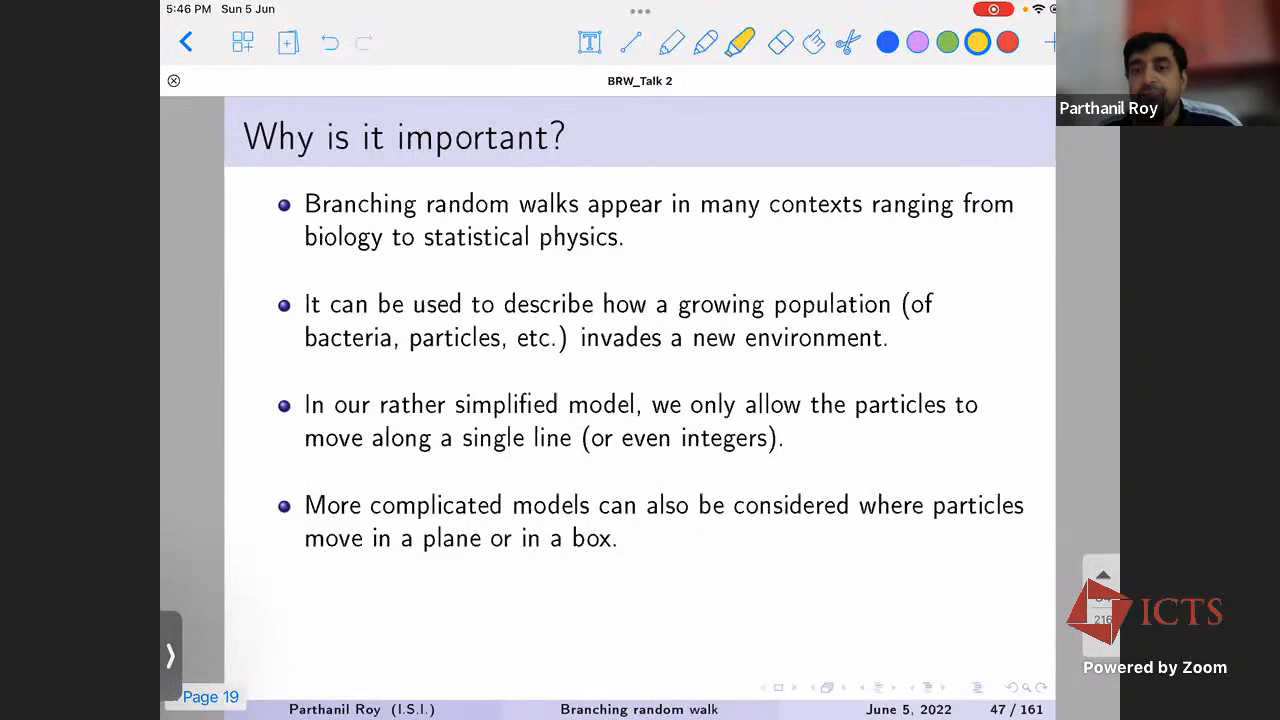 5:46 PM Sun 5 Jun
BRW_Talk 2
Parthanil Roy
Why is it important?
Branching random walks appear in many contexts ranging from
biology to statistical physics.
It can be used to describe how a growing population (of
bacteria, particles, etc.) invades a new environment.
In our rather simplified model, we only allow the particles to
move along a single line (or even integers).
More complicated models can also be considered where particles
move in a plane or in a box.
216
ICTS
Powered by Zoom
Page 19
Parthanil Roy (I.S.I.) Branching random walk June 5, 2022 47 / 161